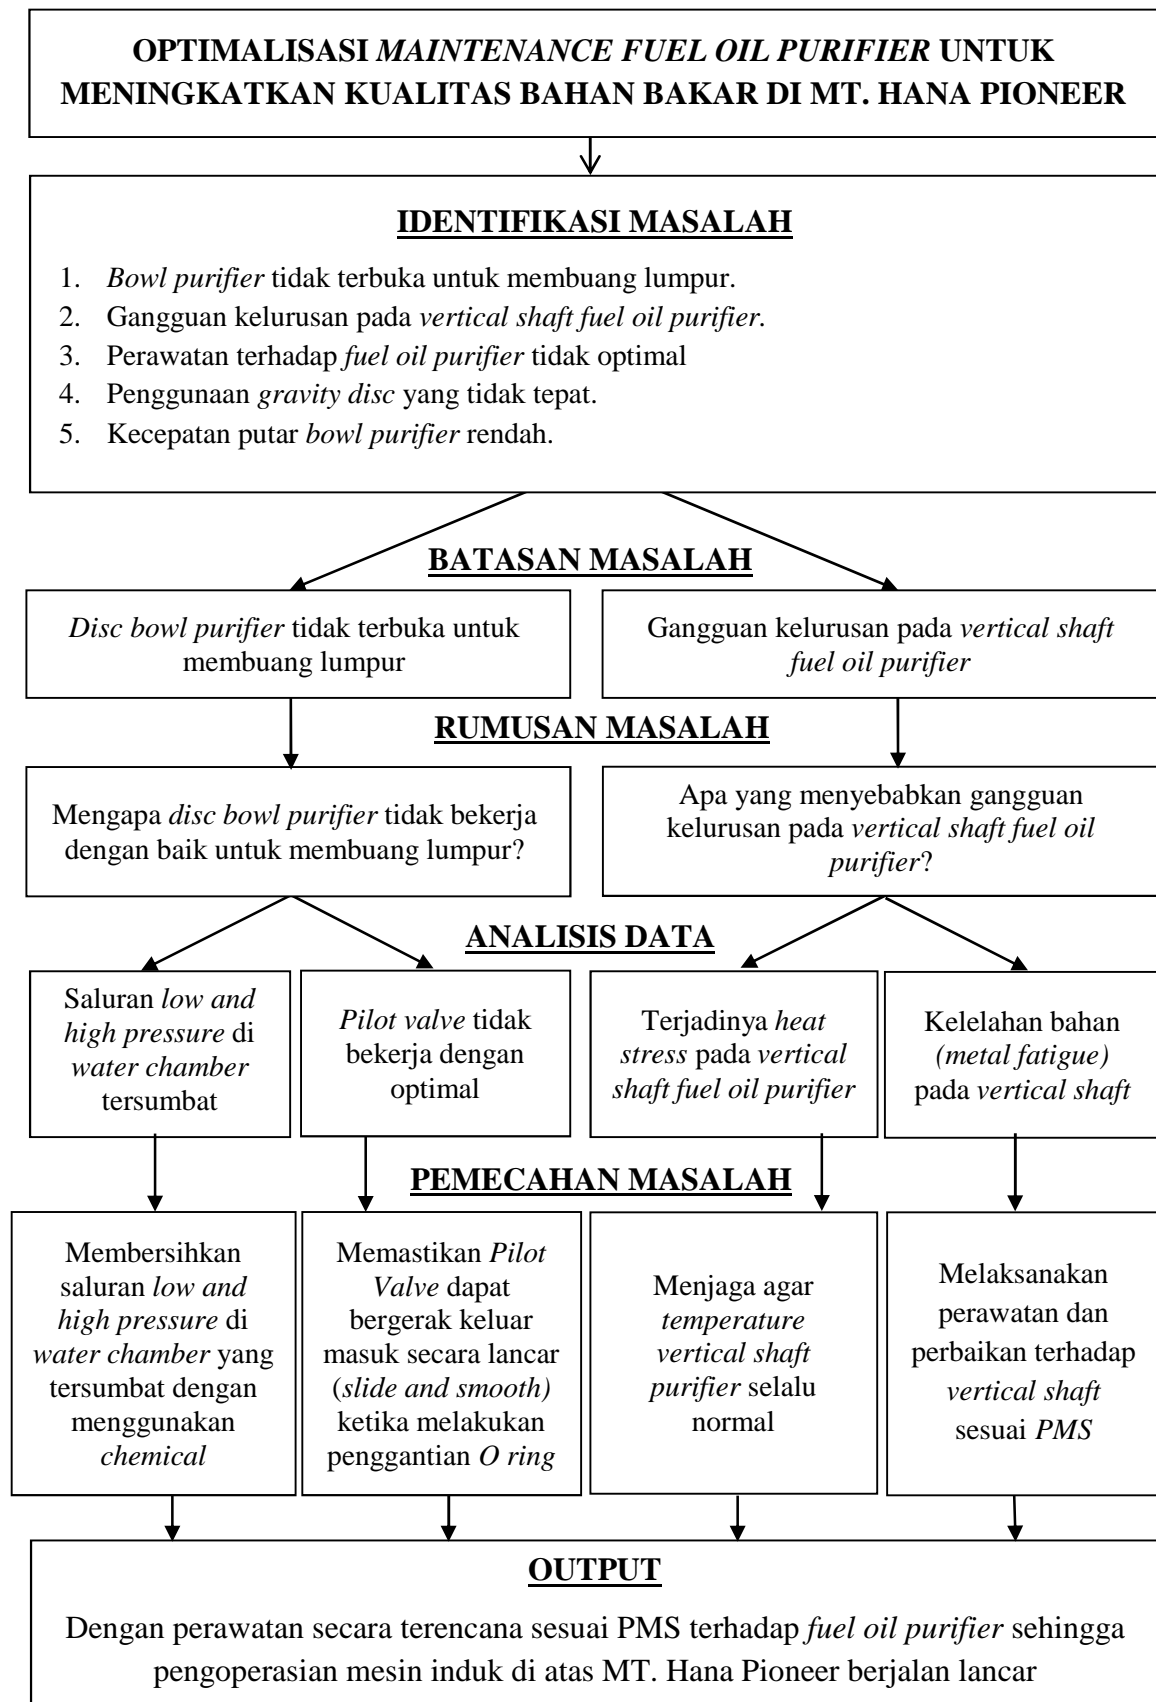 OPTIMALISASI MAINTENANCE FUEL OIL PURIFIER UNTUK
MENINGKATKAN KUALITAS BAHAN BAKAR DI MT. HANA PIONEER
IDENTIFIKASI MASALAH
1. Bowl purifier tidak terbuka untuk membuang lumpur.
2. Gangguan kelurusan pada vertical shaft fuel oil purifier.
3. Perawatan terhadap fuel oil purifier tidak optimal
4. Penggunaan gravity disc yang tidak tepat.
5. Kecepatan putar bowl purifier rendah.
BATASAN MASALAH
Disc bowl purifier tidak terbuka untuk
membuang lumpur
Gangguan kelurusan pada vertical shaft
fuel oil purifier
RUMUSAN MASALAH
Mengapa disc bowl purifier tidak bekerja
dengan baik untuk membuang lumpur?
Apa yang menyebabkan gangguan
kelurusan pada vertical shaft fuel oil
purifier?
ANALISIS DATA
Saluran low and
high pressure di
water chamber
tersumbat
Pilot valve tidak
bekerja dengan
optimal
Terjadinya heat
stress pada vertical
shaft fuel oil purifier
Kelelahan bahan
(metal fatigue)
pada vertical shaft
PEMECAHAN MASALAH
Membersihkan
saluran low and
high pressure di
water chamber yang
tersumbat dengan
menggunakan
chemical
Memastikan Pilot
Valve dapat
bergerak keluar
masuk secara lancar
(slide and smooth)
ketika melakukan
penggantian O ring
Menjaga agar
temperature
vertical shaft
purifier selalu
normal
Melaksanakan
perawatan dan
perbaikan terhadap
vertical shaft
sesuai PMS
OUTPUT
Dengan perawatan secara terencana sesuai PMS terhadap fuel oil purifier sehingga
pengoperasian mesin induk di atas MT. Hana Pioneer berjalan lancar